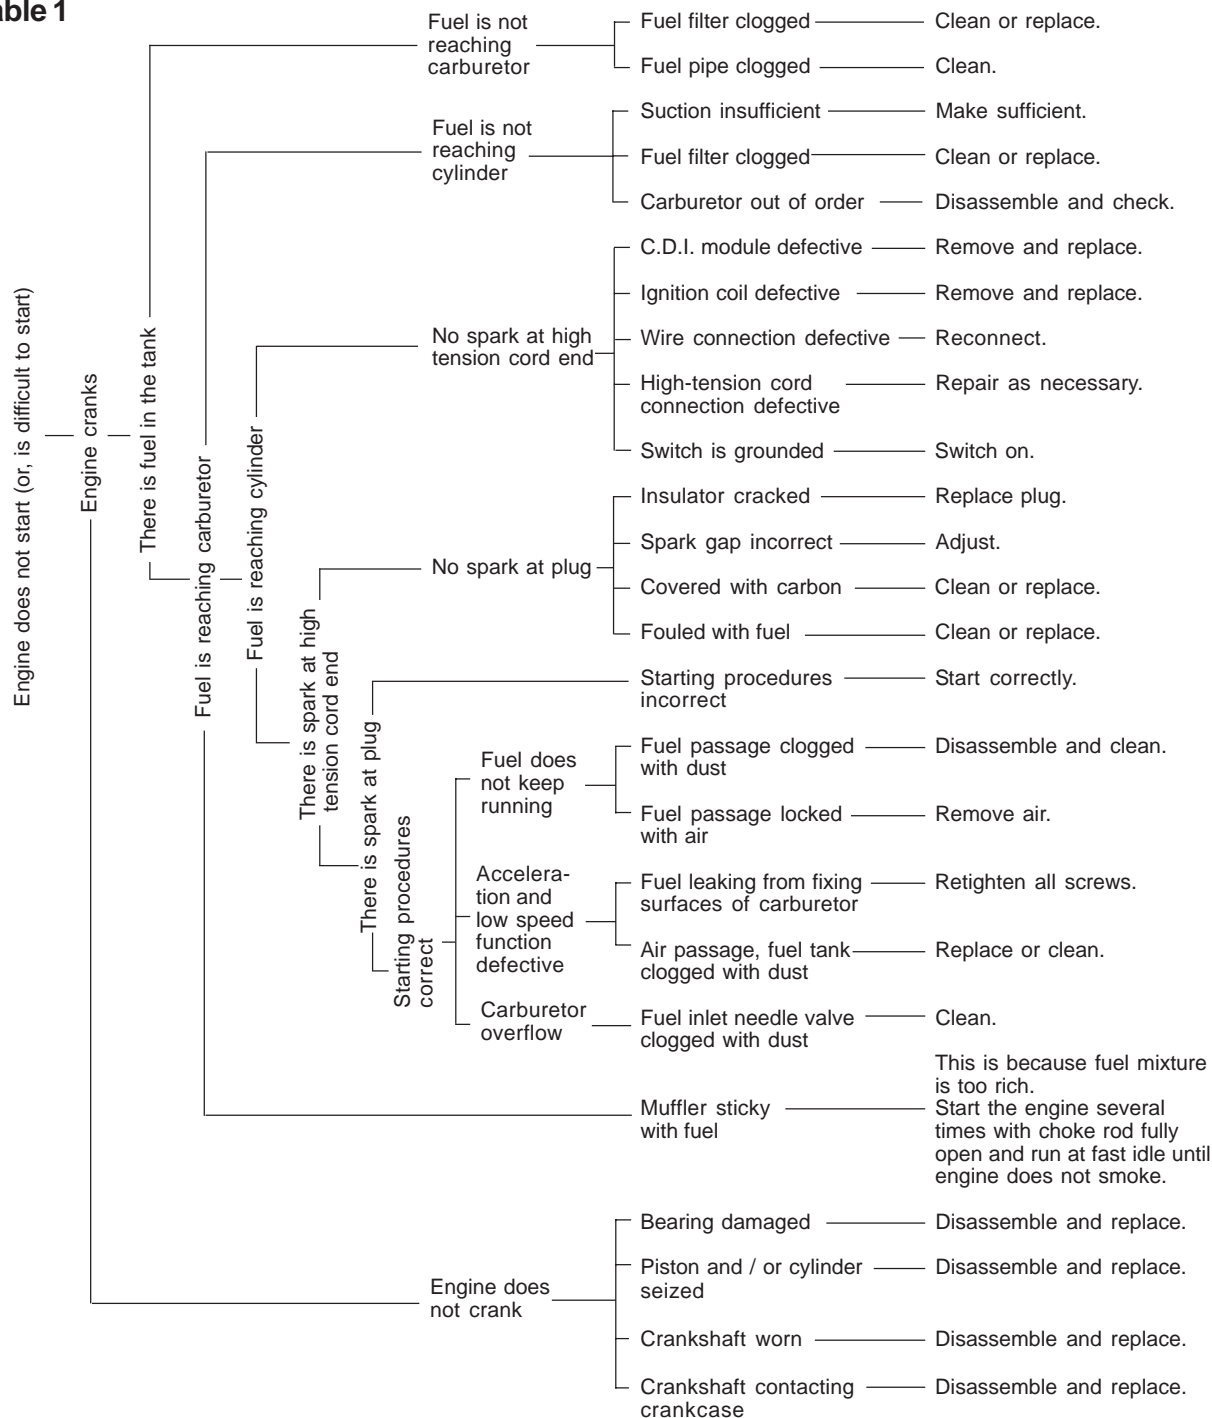 able 1
Fuel is not
reaching
carburetor
Fuel filter clogged
Clean or replace.
Fuel pipe clogged
Clean.
Fuel is not
reaching
cylinder
Suction insufficient
Make sufficient.
Fuel filter clogged
Clean or replace.
Carburetor out of order
Disassemble and check.
No spark at high
tension cord end
C.D.I. module defective
Remove and replace.
Ignition coil defective
Remove and replace.
Wire connection defective
Reconnect.
High-tension cord
connection defective
Repair as necessary.
Switch is grounded
Switch on.
Engine does not start (or, is difficult to start)
Engine cranks
There is fuel in the tank
Fuel is reaching carburetor
Fuel is reaching cylinder
There is spark at high
tension cord end
There is spark at plug
Starting procedures
correct
No spark at plug
Insulator cracked
Replace plug.
Spark gap incorrect
Adjust.
Covered with carbon
Clean or replace.
Fouled with fuel
Clean or replace.
Starting procedures
incorrect
Start correctly.
Fuel does
not keep
running
Fuel passage clogged
with dust
Disassemble and clean.
Fuel passage locked
with air
Remove air.
Accelera-
tion and
low speed
function
defective
Fuel leaking from fixing
surfaces of carburetor
Retighten all screws.
Air passage, fuel tank
clogged with dust
Replace or clean.
Carburetor
overflow
Fuel inlet needle valve
clogged with dust
Clean.
Muffler sticky
with fuel
This is because fuel mixture
is too rich.
Start the engine several
times with choke rod fully
open and run at fast idle until
engine does not smoke.
Engine does
not crank
Bearing damaged
Disassemble and replace.
Piston and / or cylinder
seized
Disassemble and replace.
Crankshaft worn
Disassemble and replace.
Crankshaft contacting
crankcase
Disassemble and replace.